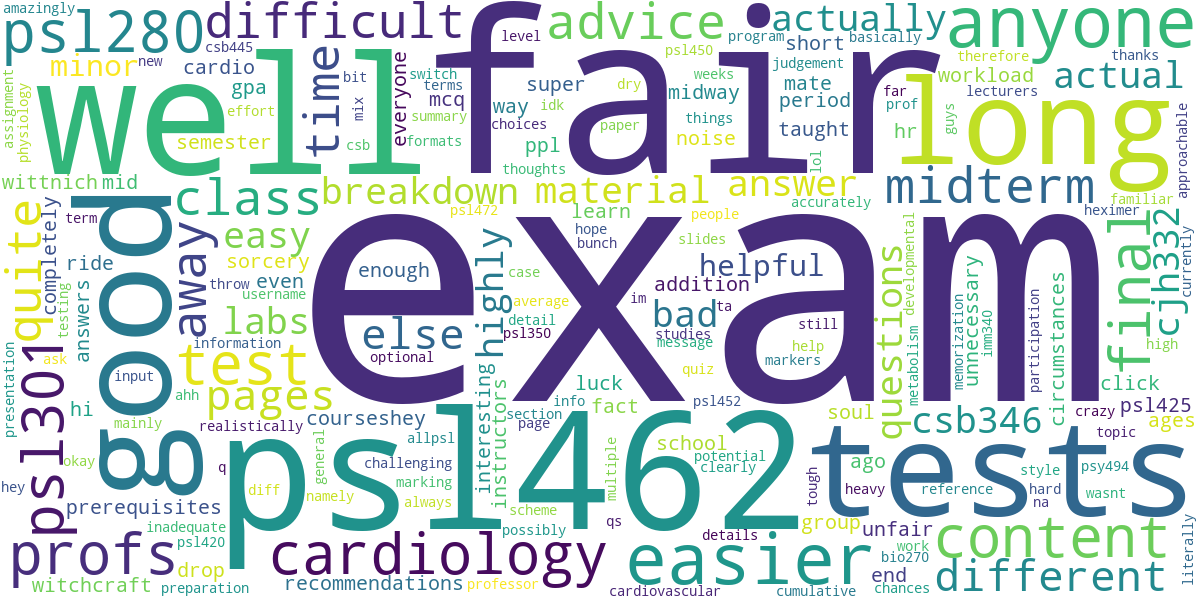 amazingly
psl280
difficult
level
advice
program
actually
basically
anyone
csb445
new
minor
cardio
gpa
time
bit
mix
everyone
switch
terms
mcq
summary
formats
fair
super
way
idk
choices
ppl
thoughts
dry
paper
psl450
weeks
midway
things
noise
short
judgement
mate
period
taught
lol
far
prof
hr
workload
guys
therefore
lecturers
thanks
actual
approachable
assignment
physiology
effort
semester
csb
well
long
wittnich
mid
class
breakdown
material
answer
accurately
midterm
familiar
heximer
term
completely
quite
good
away
easy
psl472
learn
hope
bunch
people
slides
helpful
developmental
cjh332
currently
ride
sorcery
throw
even
username
enough
exam
highly
case
average
detail
psl350
im
addition
ta
studies
still
questions
metabolism
unnecessary
memorization
imm340
participation
circumstances
final
high
testing
answers
ask
labs
information
else
optional
interesting
bad
message
help
markers
quiz
presentation
input
test
psl301
hi
ahh
pages
luck
info
fact
psl452
click
crazy
psl425
mainly
realistically
courseshey
instructors
section
page
soul
csb346
topic
ages
okay
q
general
allpsl
challenging
marking
multiple
school
potential
clearly
tough
ago
style
psy494
hey
diff
namely
always
psl462
scheme
heavy
reference
hard
na
wasnt
tests
prerequisites
inadequate
psl420
possibly
qs
details
group
unfair
work
bio270
content
literally
profs
drop
cardiology
easier
end
chances
different
witchcraft
preparation
recommendations
professor
cardiovascular
cumulative